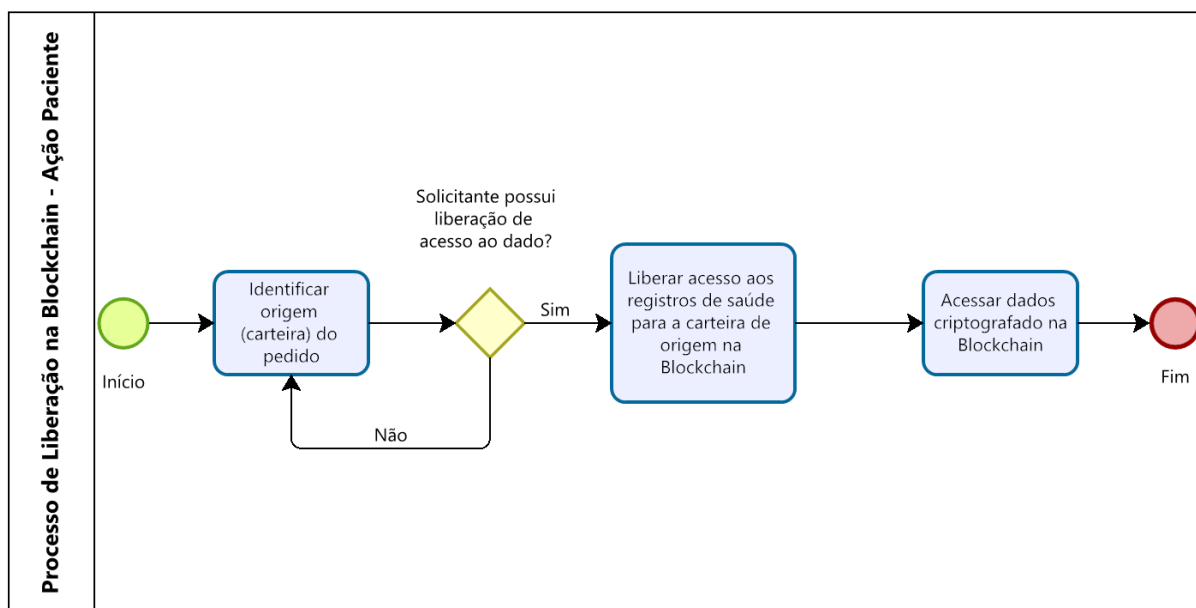 Processo de Liberação na Blockchain - Ação Paciente
Início
Identificar
origem
(carteira) do
pedido
Solicitante possui
liberação de
acesso ao dado?
Sim
Não
Liberar acesso aos
registros de saúde
para a carteira de
origem na
Blockchain
Acessar dados
criptografado na
Blockchain
Fim